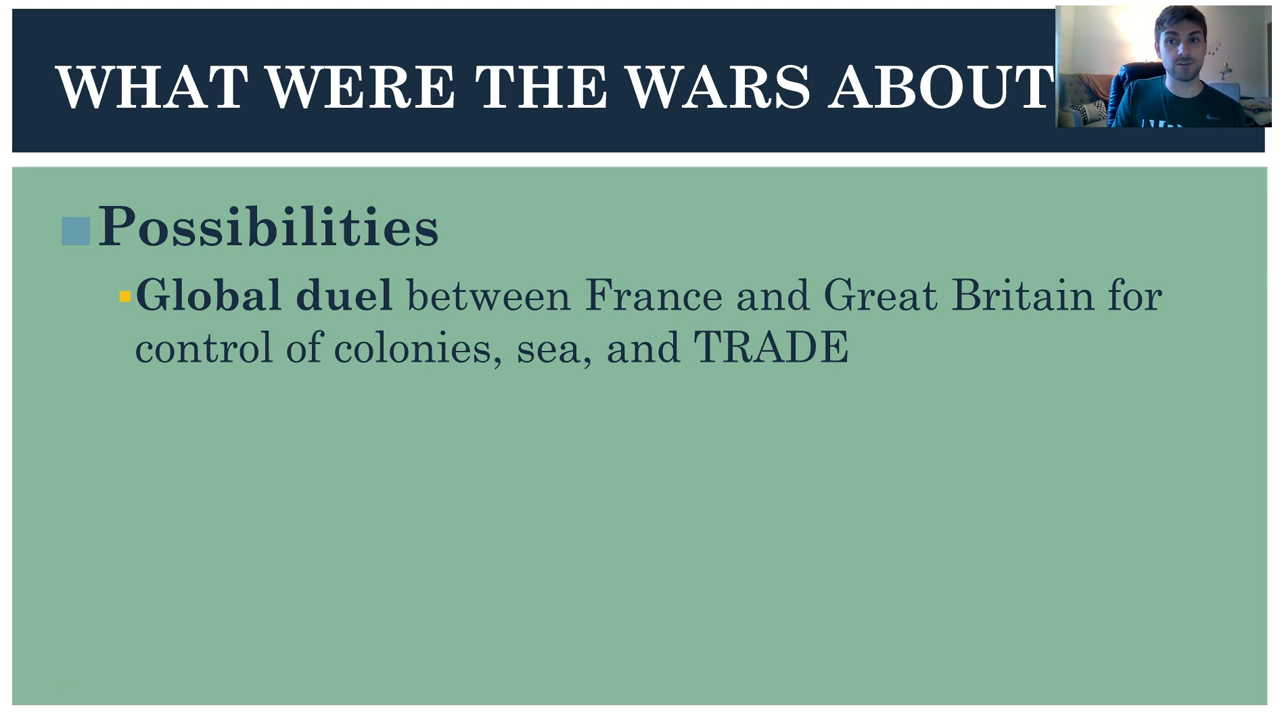 WHAT WERE THE WARS ABOUT
Possibilities
Global duel between France and Great Britain for
control of colonies, sea, and TRADE